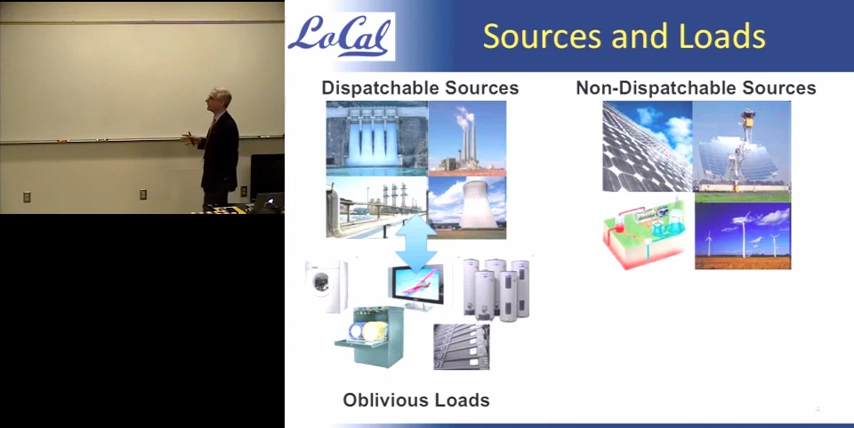 LoCal
Sources and Loads
Dispatchable Sources
Non-Dispatchable Sources
Oblivious Loads
4